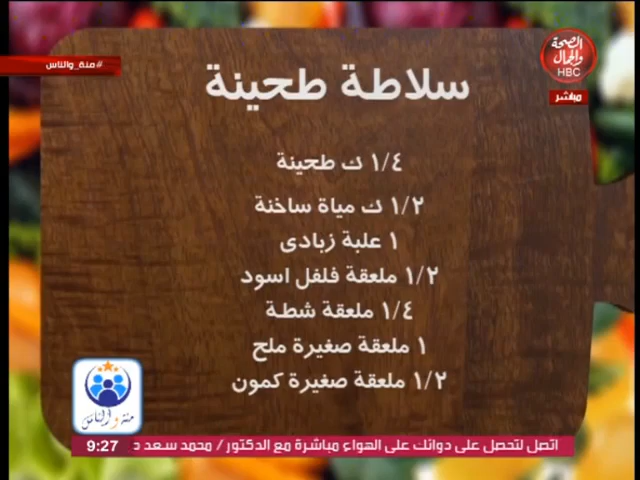 الصحة
والجمال
HBC
مباشر
#منة_والناس
سلاطة طحينة
١/٤ ك طحينة
١/٢ ك مياة ساخنة
١ علبة زبادى
١/٢ ملعقة فلفل اسود
١/٤ ملعقة شطة
١ ملعقة صغيرة ملح
١/٢ ملعقة صغيرة كمون
منة والناس
اتصل لتحصل على دوائك على الهواء مباشرة مع الدكتور / محمد سعد د
9:27